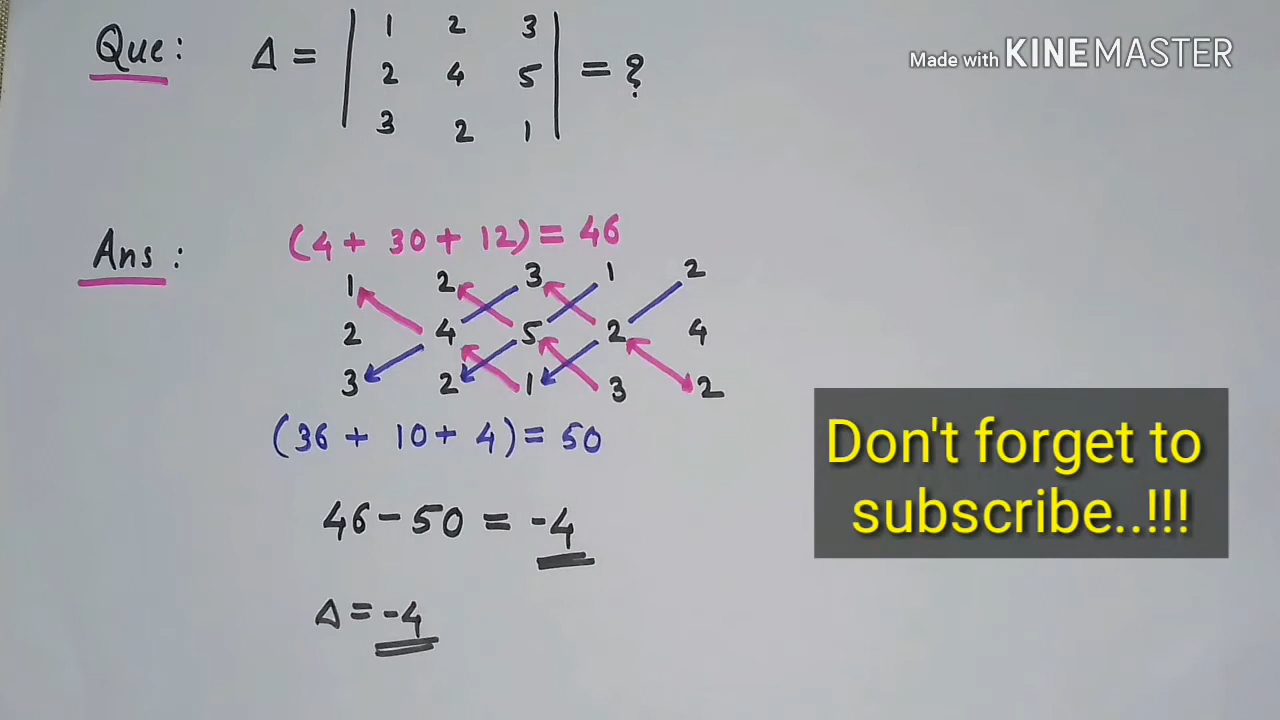 Que: Δ = | 1 2 3 |
| 2 4 5 | = ?
| 3 2 1 |
Made with KINEMASTER
Ans: (4 + 30 + 12) = 46
1 2 3 1 2
2 4 5 2 4
3 2 1 3 2
(36 + 10 + 4) = 50
46 - 50 = -4
Δ = -4
Don't forget to
subscribe..!!!